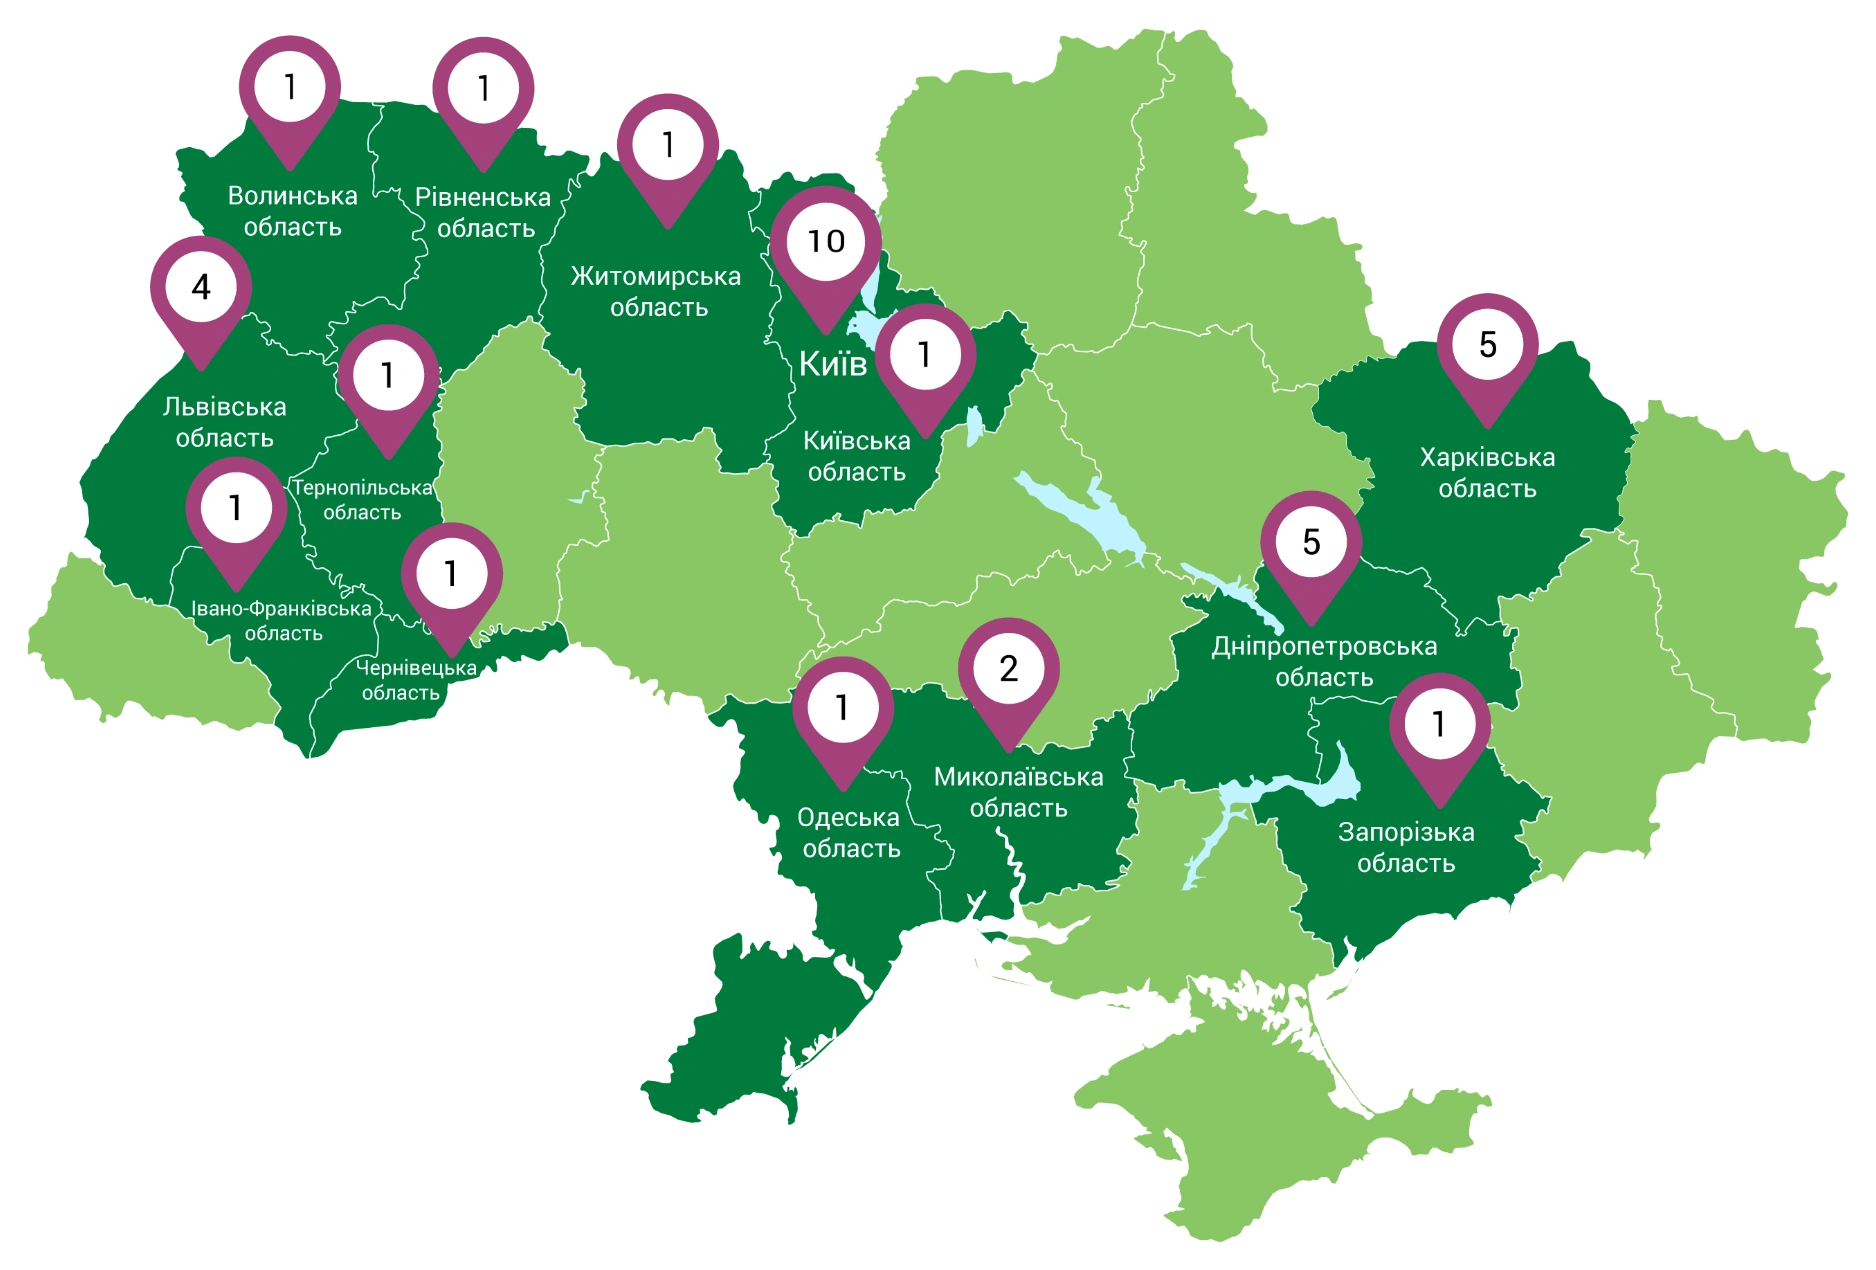 1
Волинська
область
1
Рівненська
область
1
Житомирська
область
10
Київ
1
Київська
область
4
Львівська
область
1
Тернопільська
область
1
Івано-Франківська
область
1
Чернівецька
область
5
Харківська
область
5
Дніпропетровська
область
1
Запорізька
область
2
Миколаївська
область
1
Одеська
область